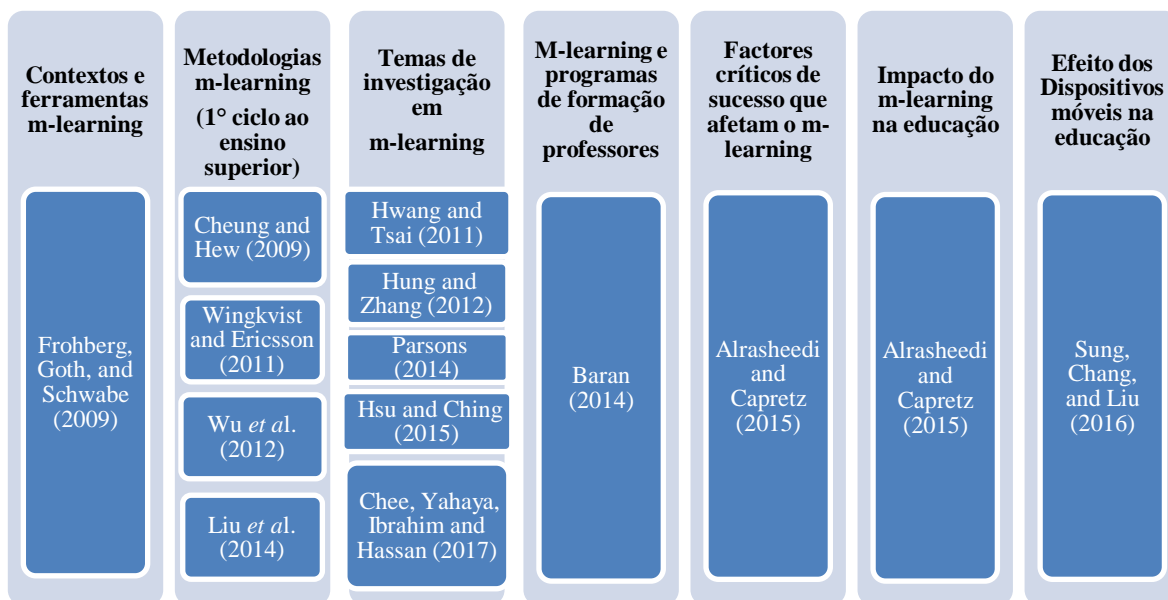 Contextos e
ferramentas
m-learning
Frohberg,
Goth, and
Schwabe
(2009)
Metodologias
m-learning
(1° ciclo ao
ensino
superior)
Cheung and
Hew (2009)
Wingkvist
and Ericsson
(2011)
Wu et al.
(2012)
Liu et al.
(2014)
Temas de
investigação
em
m-learning
Hwang and
Tsai (2011)
Hung and
Zhang (2012)
Parsons
(2014)
Hsu and Ching
(2015)
Chee, Yahaya,
Ibrahim and
Hassan (2017)
M-learning e
programas
de formação
de
professores
Baran
(2014)
Factores
críticos de
sucesso que
afetam o m-
learning
Alrasheedi
and
Capretz
(2015)
Impacto do
m-learning
na educação
Alrasheedi
and
Capretz
(2015)
Efeito dos
Dispositivos
móveis na
educação
Sung,
Chang,
and Liu
(2016)